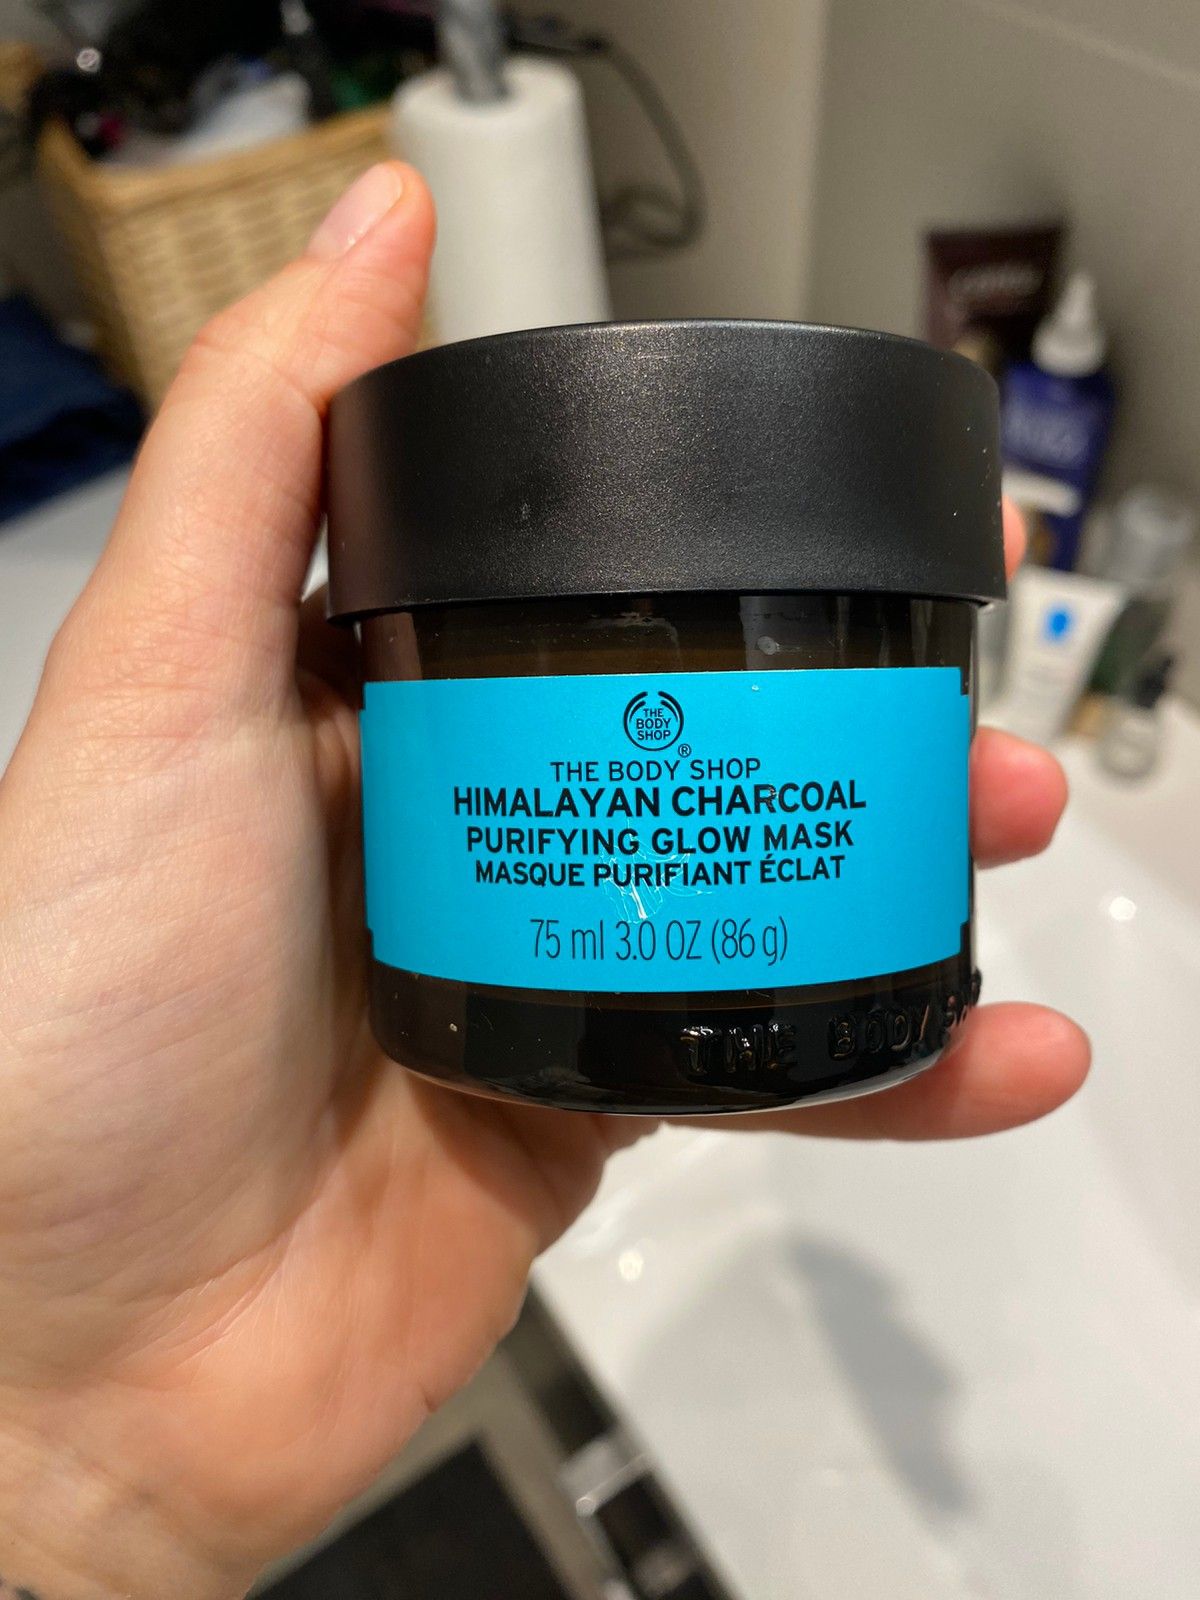 THE
BODY
SHOP
®
THE BODY SHOP
HIMALAYAN CHARCOAL
PURIFYING GLOW MASK
MASQUE PURIFIANT ÉCLAT
75 ml 3.0 OZ (86 g)
THE BODY SHOP